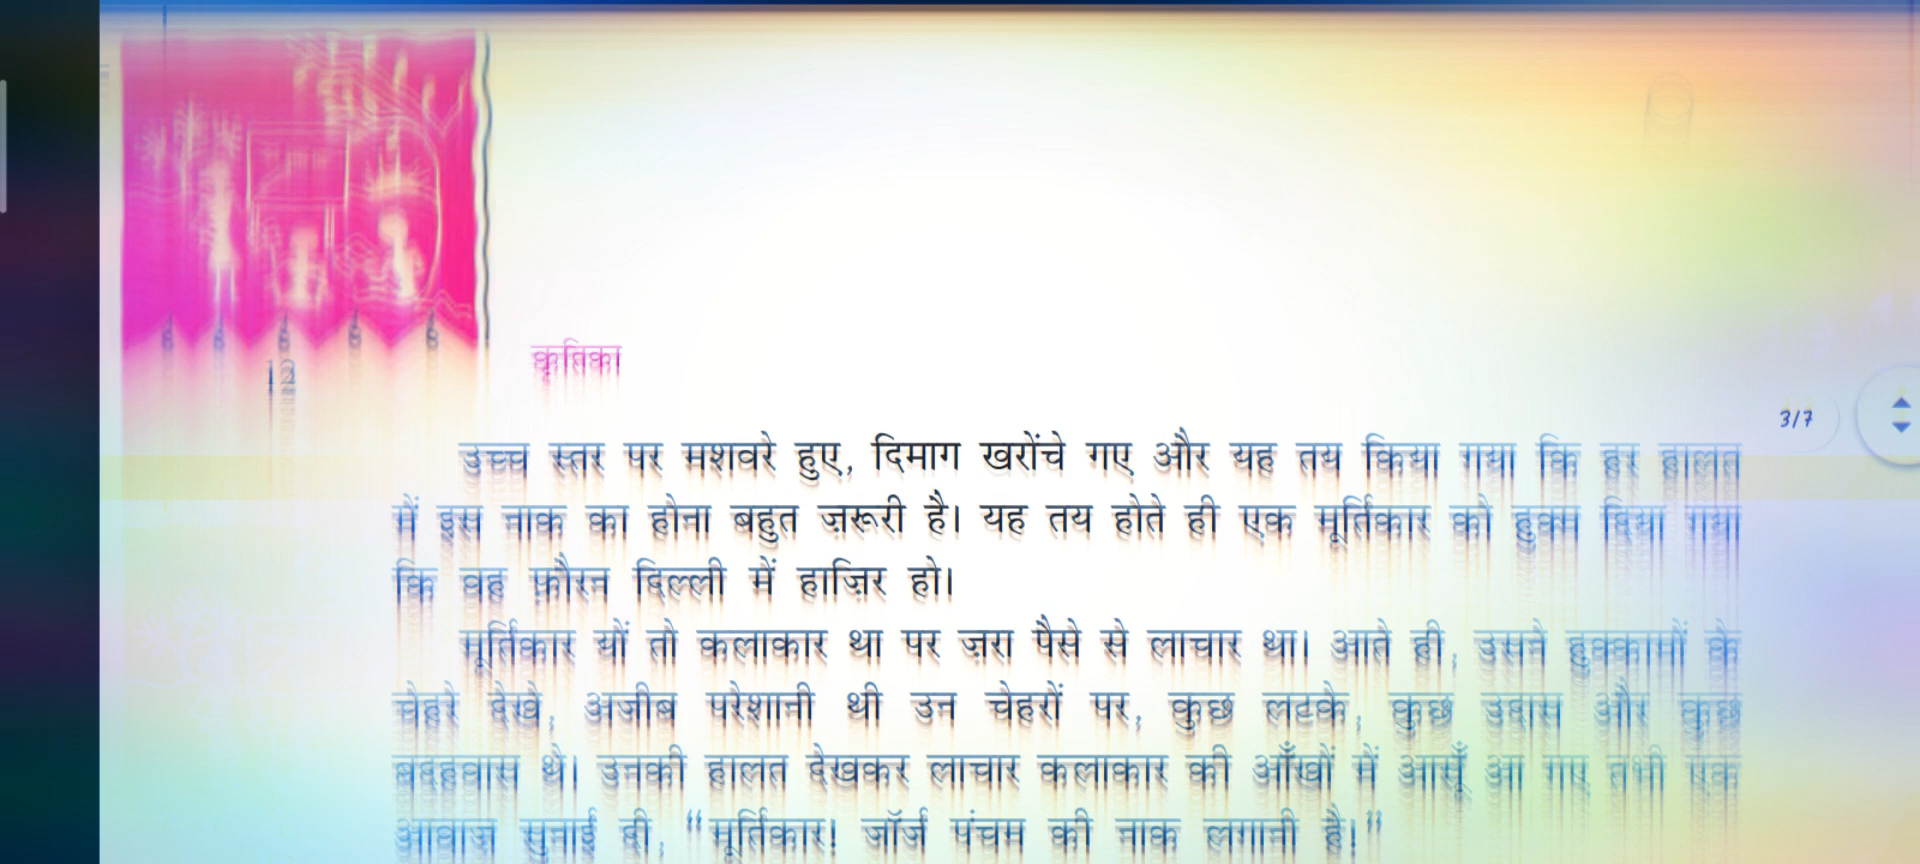 कृतिका
12
3/7
उच्च स्तर पर मशवरे हुए, दिमाग खरोंचे गए और यह तय किया गया कि हर हालत
में इस नाक का होना बहुत ज़रूरी है। यह तय होते ही एक मूर्तिकार को हुक्म दिया गया
कि वह फ़ौरन दिल्ली में हाज़िर हो।
मूर्तिकार यों तो कलाकार था पर ज़रा पैसे से लाचार था। आते ही, उसने हुक्कामों के
चेहरे देखे, अजीब परेशानी थी उन चेहरों पर, कुछ लटके, कुछ उदास और कुछ
बदहवास थे। उनकी हालत देखकर लाचार कलाकार की आँखों में आसूँ आ गए तभी एक
आवाज़ सुनाई दी, “मूर्तिकार! जॉर्ज पंचम की नाक लगानी है।”